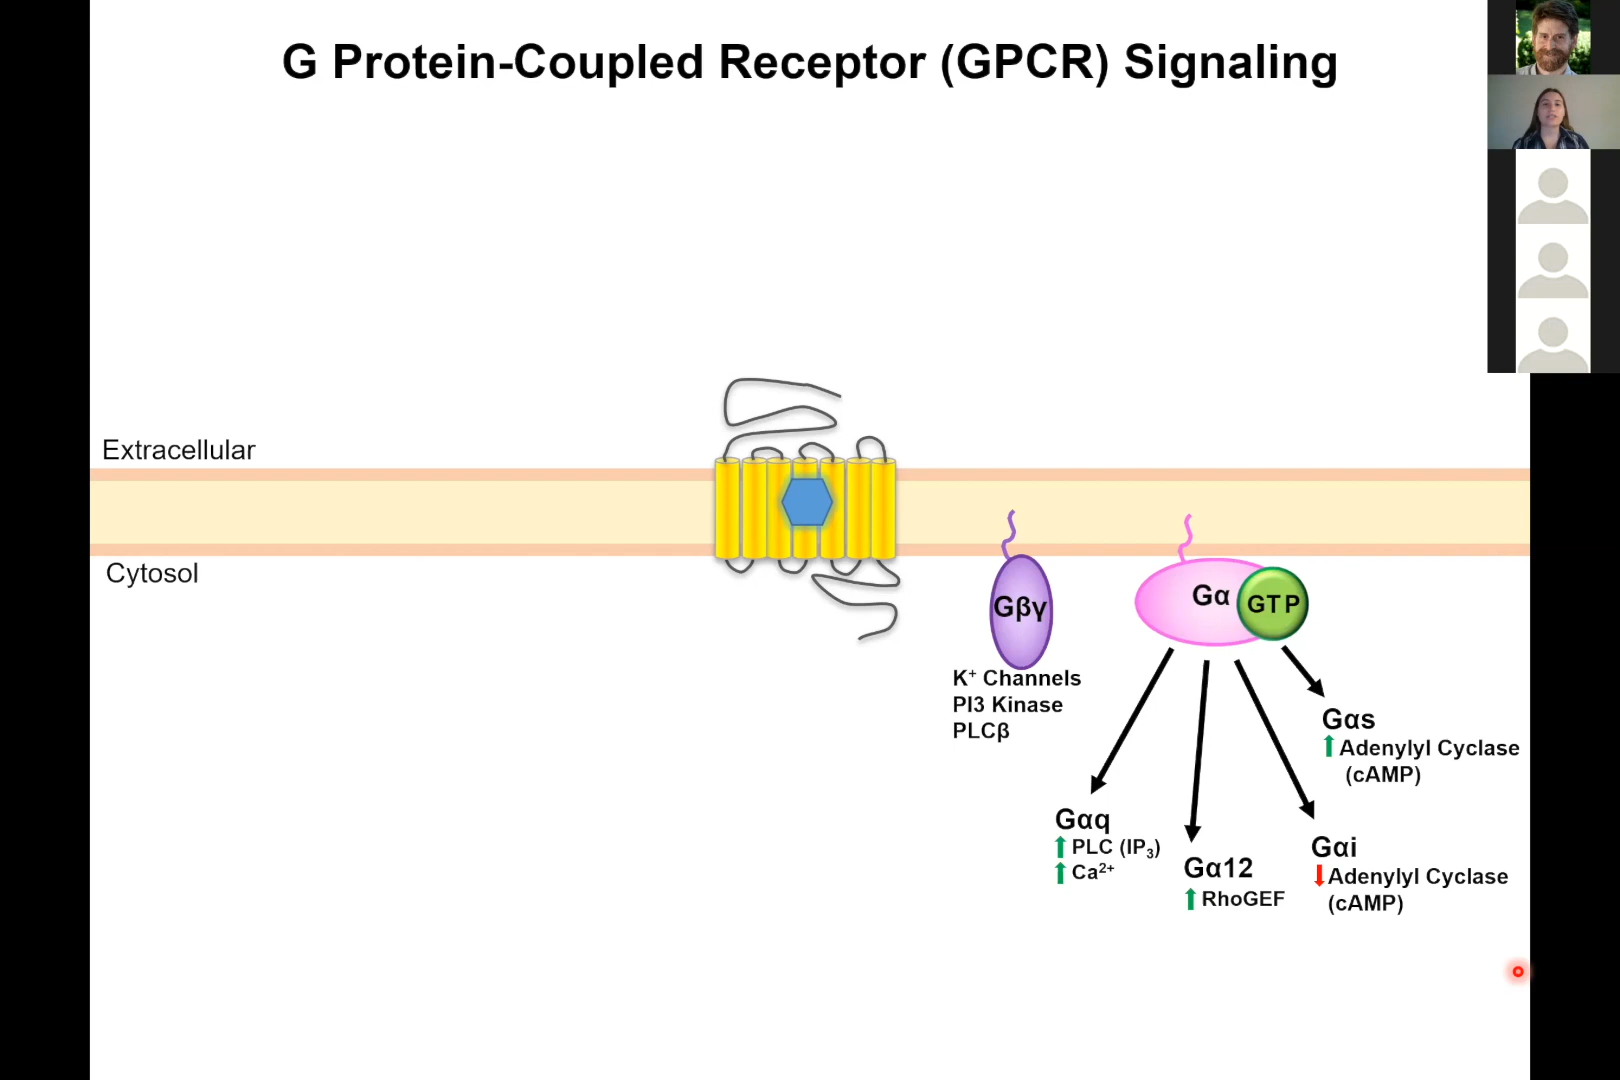 G Protein-Coupled Receptor (GPCR) Signaling
Extracellular
Cytosol
Gβγ
Gα
GTP
K⁺ Channels
PI3 Kinase
PLCβ
Gαs
Adenylyl Cyclase
(cAMP)
Gαq
PLC (IP₃)
Ca²⁺
Gα12
RhoGEF
Gαi
Adenylyl Cyclase
(cAMP)